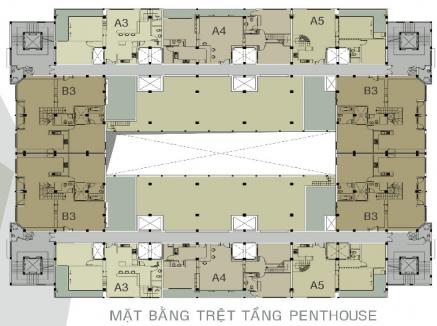 A3 A4 A5
B3 B3
B3 B3
A3 A4 A5
MẶT BẰNG TRỆT TẦNG PENTHOUSE